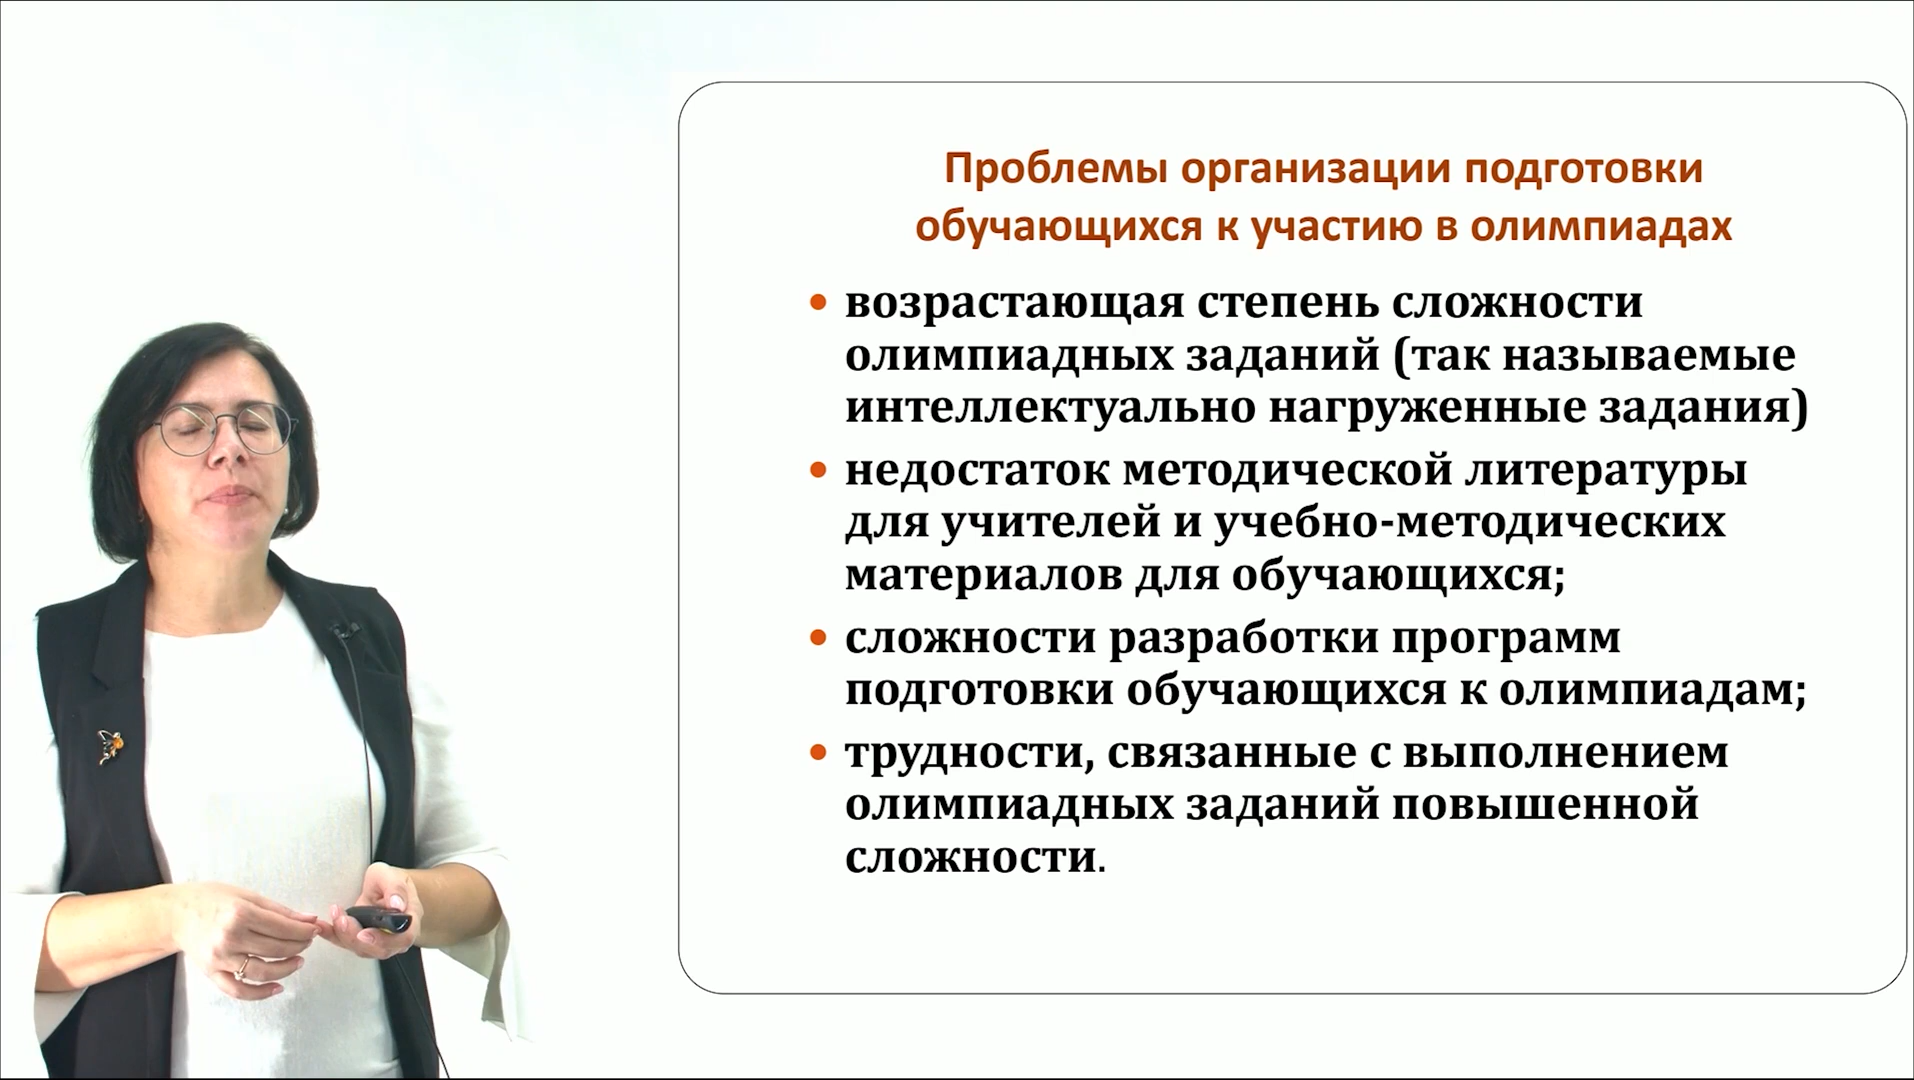 Проблемы организации подготовки
обучающихся к участию в олимпиадах
• возрастающая степень сложности
олимпиадных заданий (так называемые
интеллектуально нагруженные задания)
• недостаток методической литературы
для учителей и учебно-методических
материалов для обучающихся;
• сложности разработки программ
подготовки обучающихся к олимпиадам;
• трудности, связанные с выполнением
олимпиадных заданий повышенной
сложности.